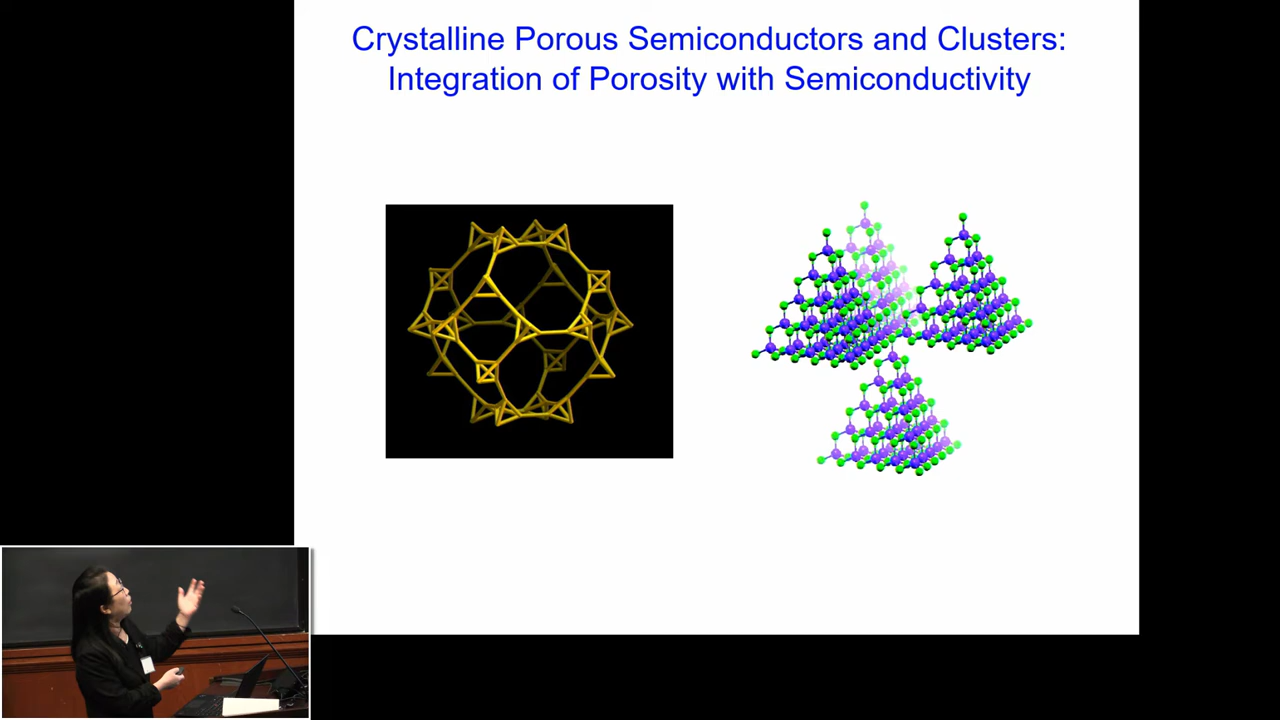 Crystalline Porous Semiconductors and Clusters:
Integration of Porosity with Semiconductivity